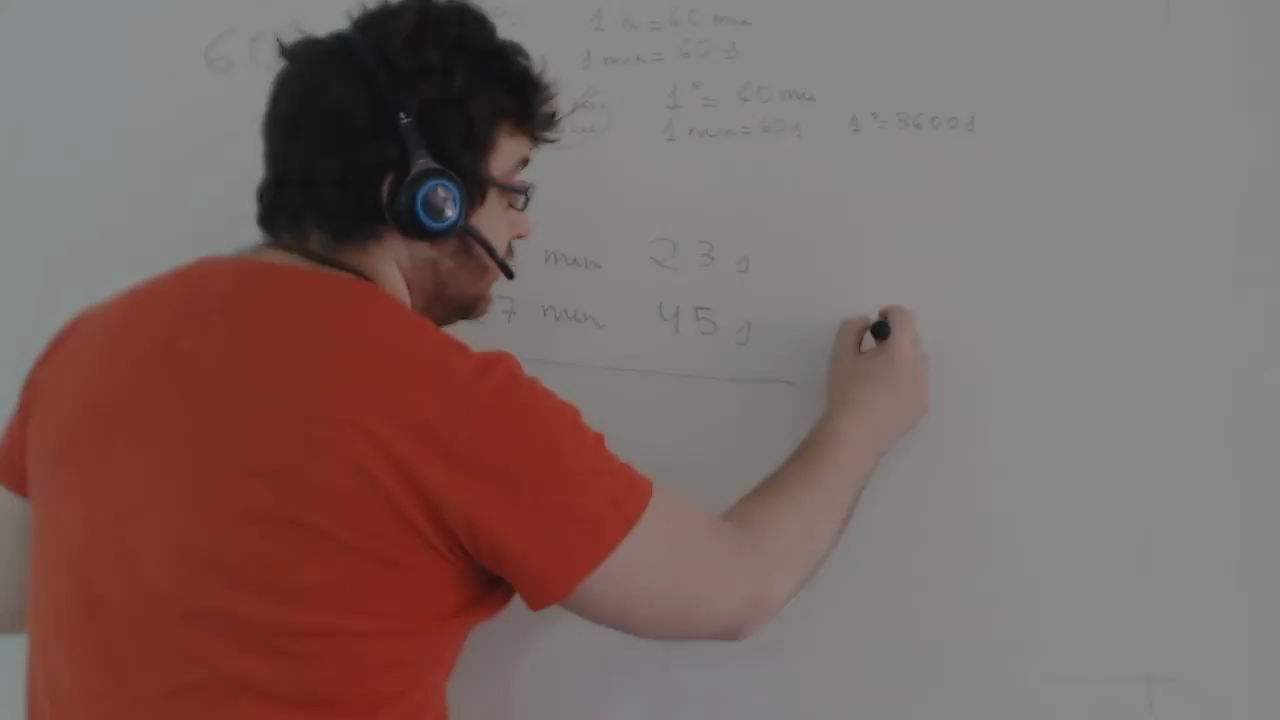 60
1 h = 60 min
1 min = 60 s
1° = 60 min
1 min = 60 s 1° = 3600 s
min 23 s
7 min 45 s